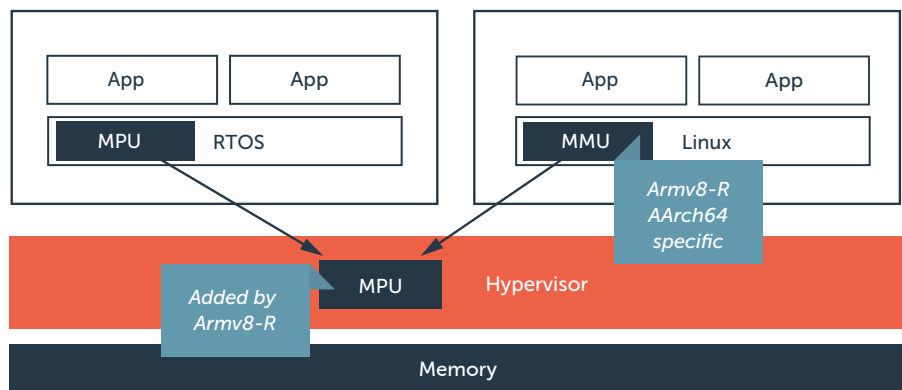 App
App
MPU
RTOS
App
App
MMU
Linux
Armv8-R
AArch64
specific
Added by
Armv8-R
MPU
Hypervisor
Memory